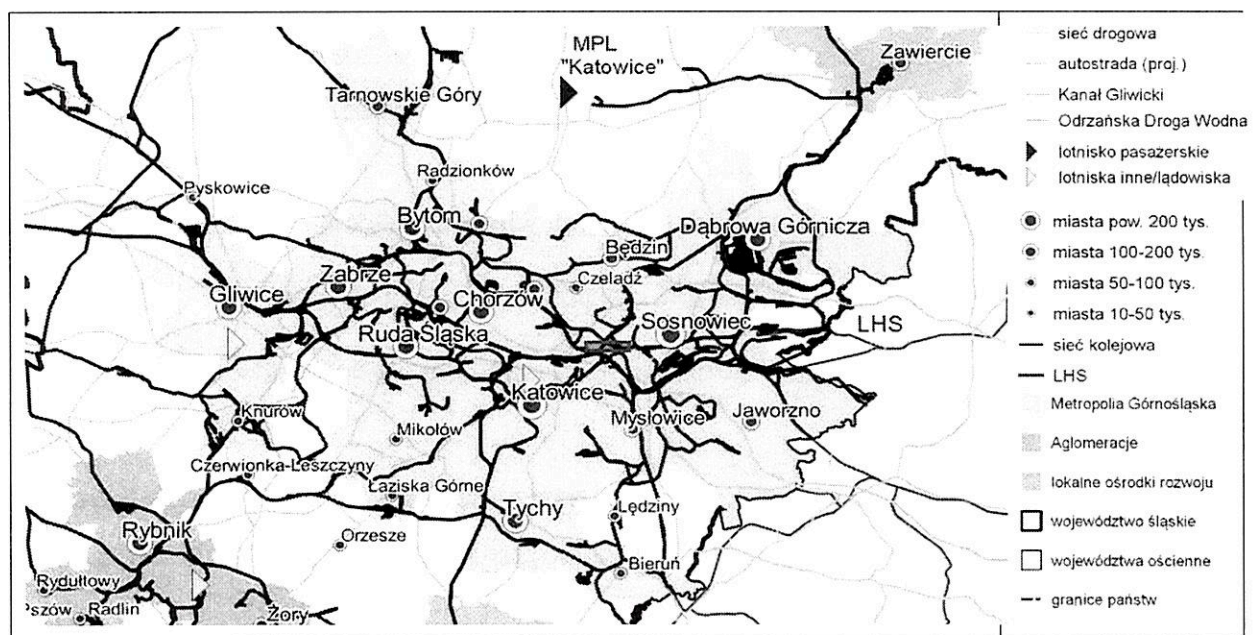 MPL
"Katowice"
Zawiercie
Tarnowskie Góry
Radzionków
Pyskowice
Bytom
Dąbrowa Górnicza
Będzin
Zabrze
Czeladź
Gliwice
Chorzów
Ruda Śląska
Sosnowiec
LHS
Katowice
Knurów
Mysłowice
Jaworzno
Mikołów
Czerwionka-Leszczyny
Łaziska Górne
Tychy
Lędziny
Rybnik
Orzesze
Bieruń
Rydułtowy
Pszów
Radlin
Żory
sieć drogowa
autostrada (proj.)
Kanał Gliwicki
Odrzańska Droga Wodna
lotnisko pasażerskie
lotniska inne/lądowiska
miasta pow. 200 tys.
miasta 100-200 tys.
miasta 50-100 tys.
miasta 10-50 tys.
sieć kolejowa
LHS
Metropolia Górnośląska
Aglomeracje
lokalne ośrodki rozwoju
województwo śląskie
województwa ościenne
granice państw